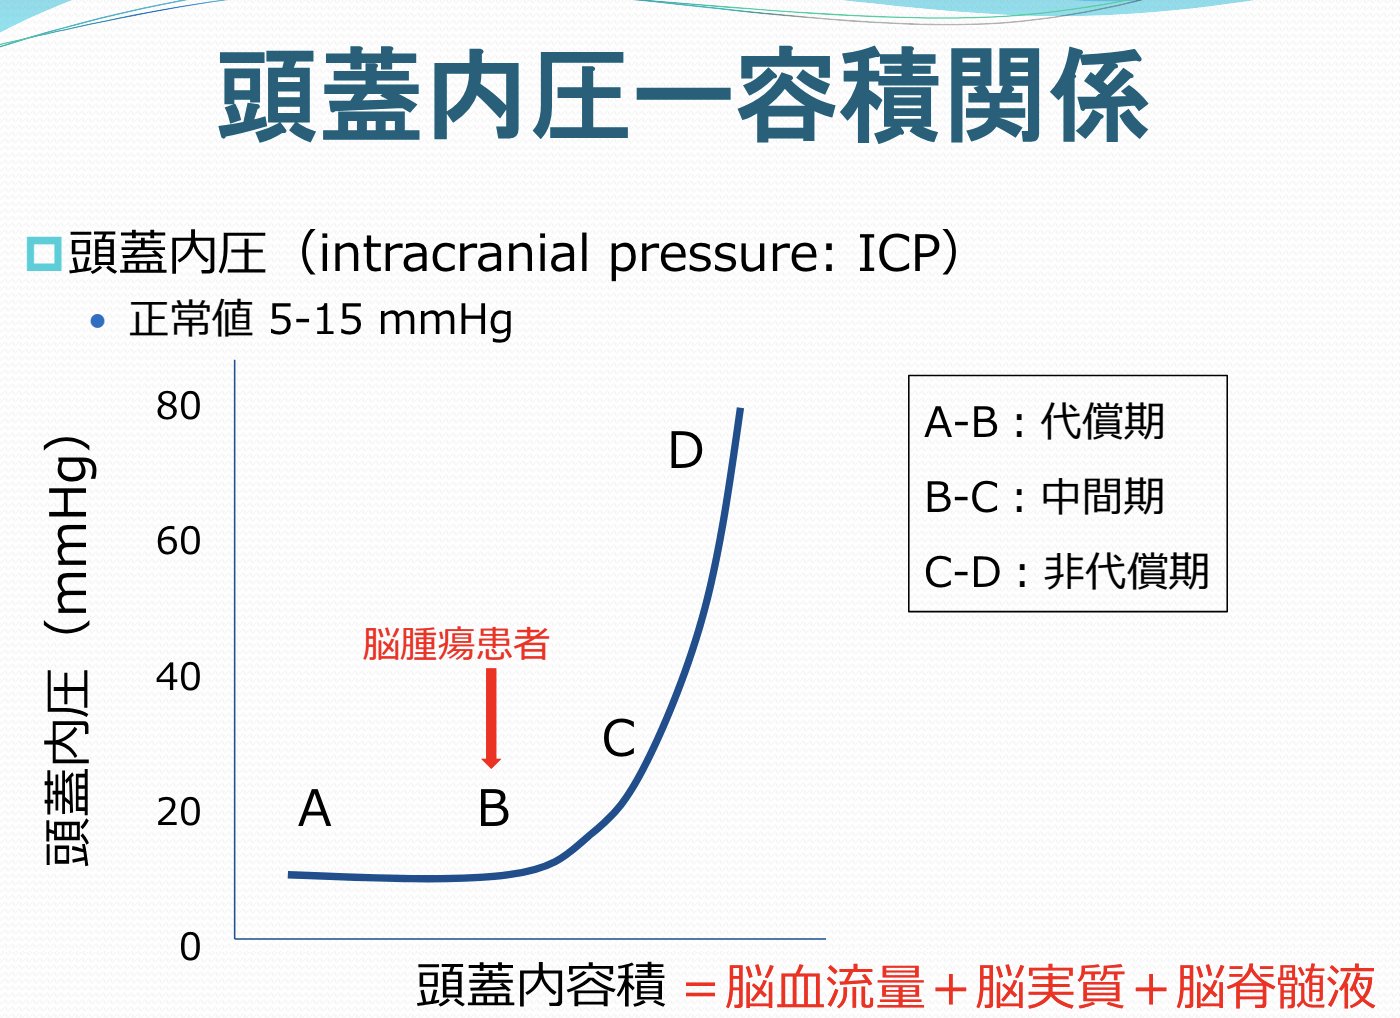 頭蓋内圧―容積関係
頭蓋内圧（intracranial pressure: ICP）
• 正常値 5-15 mmHg
頭蓋内圧（mmHg）
80
60
40
20
0
脳腫瘍患者
A
B
C
D
A-B：代償期
B-C：中間期
C-D：非代償期
頭蓋内容積 ＝脳血流量＋脳実質＋脳脊髄液